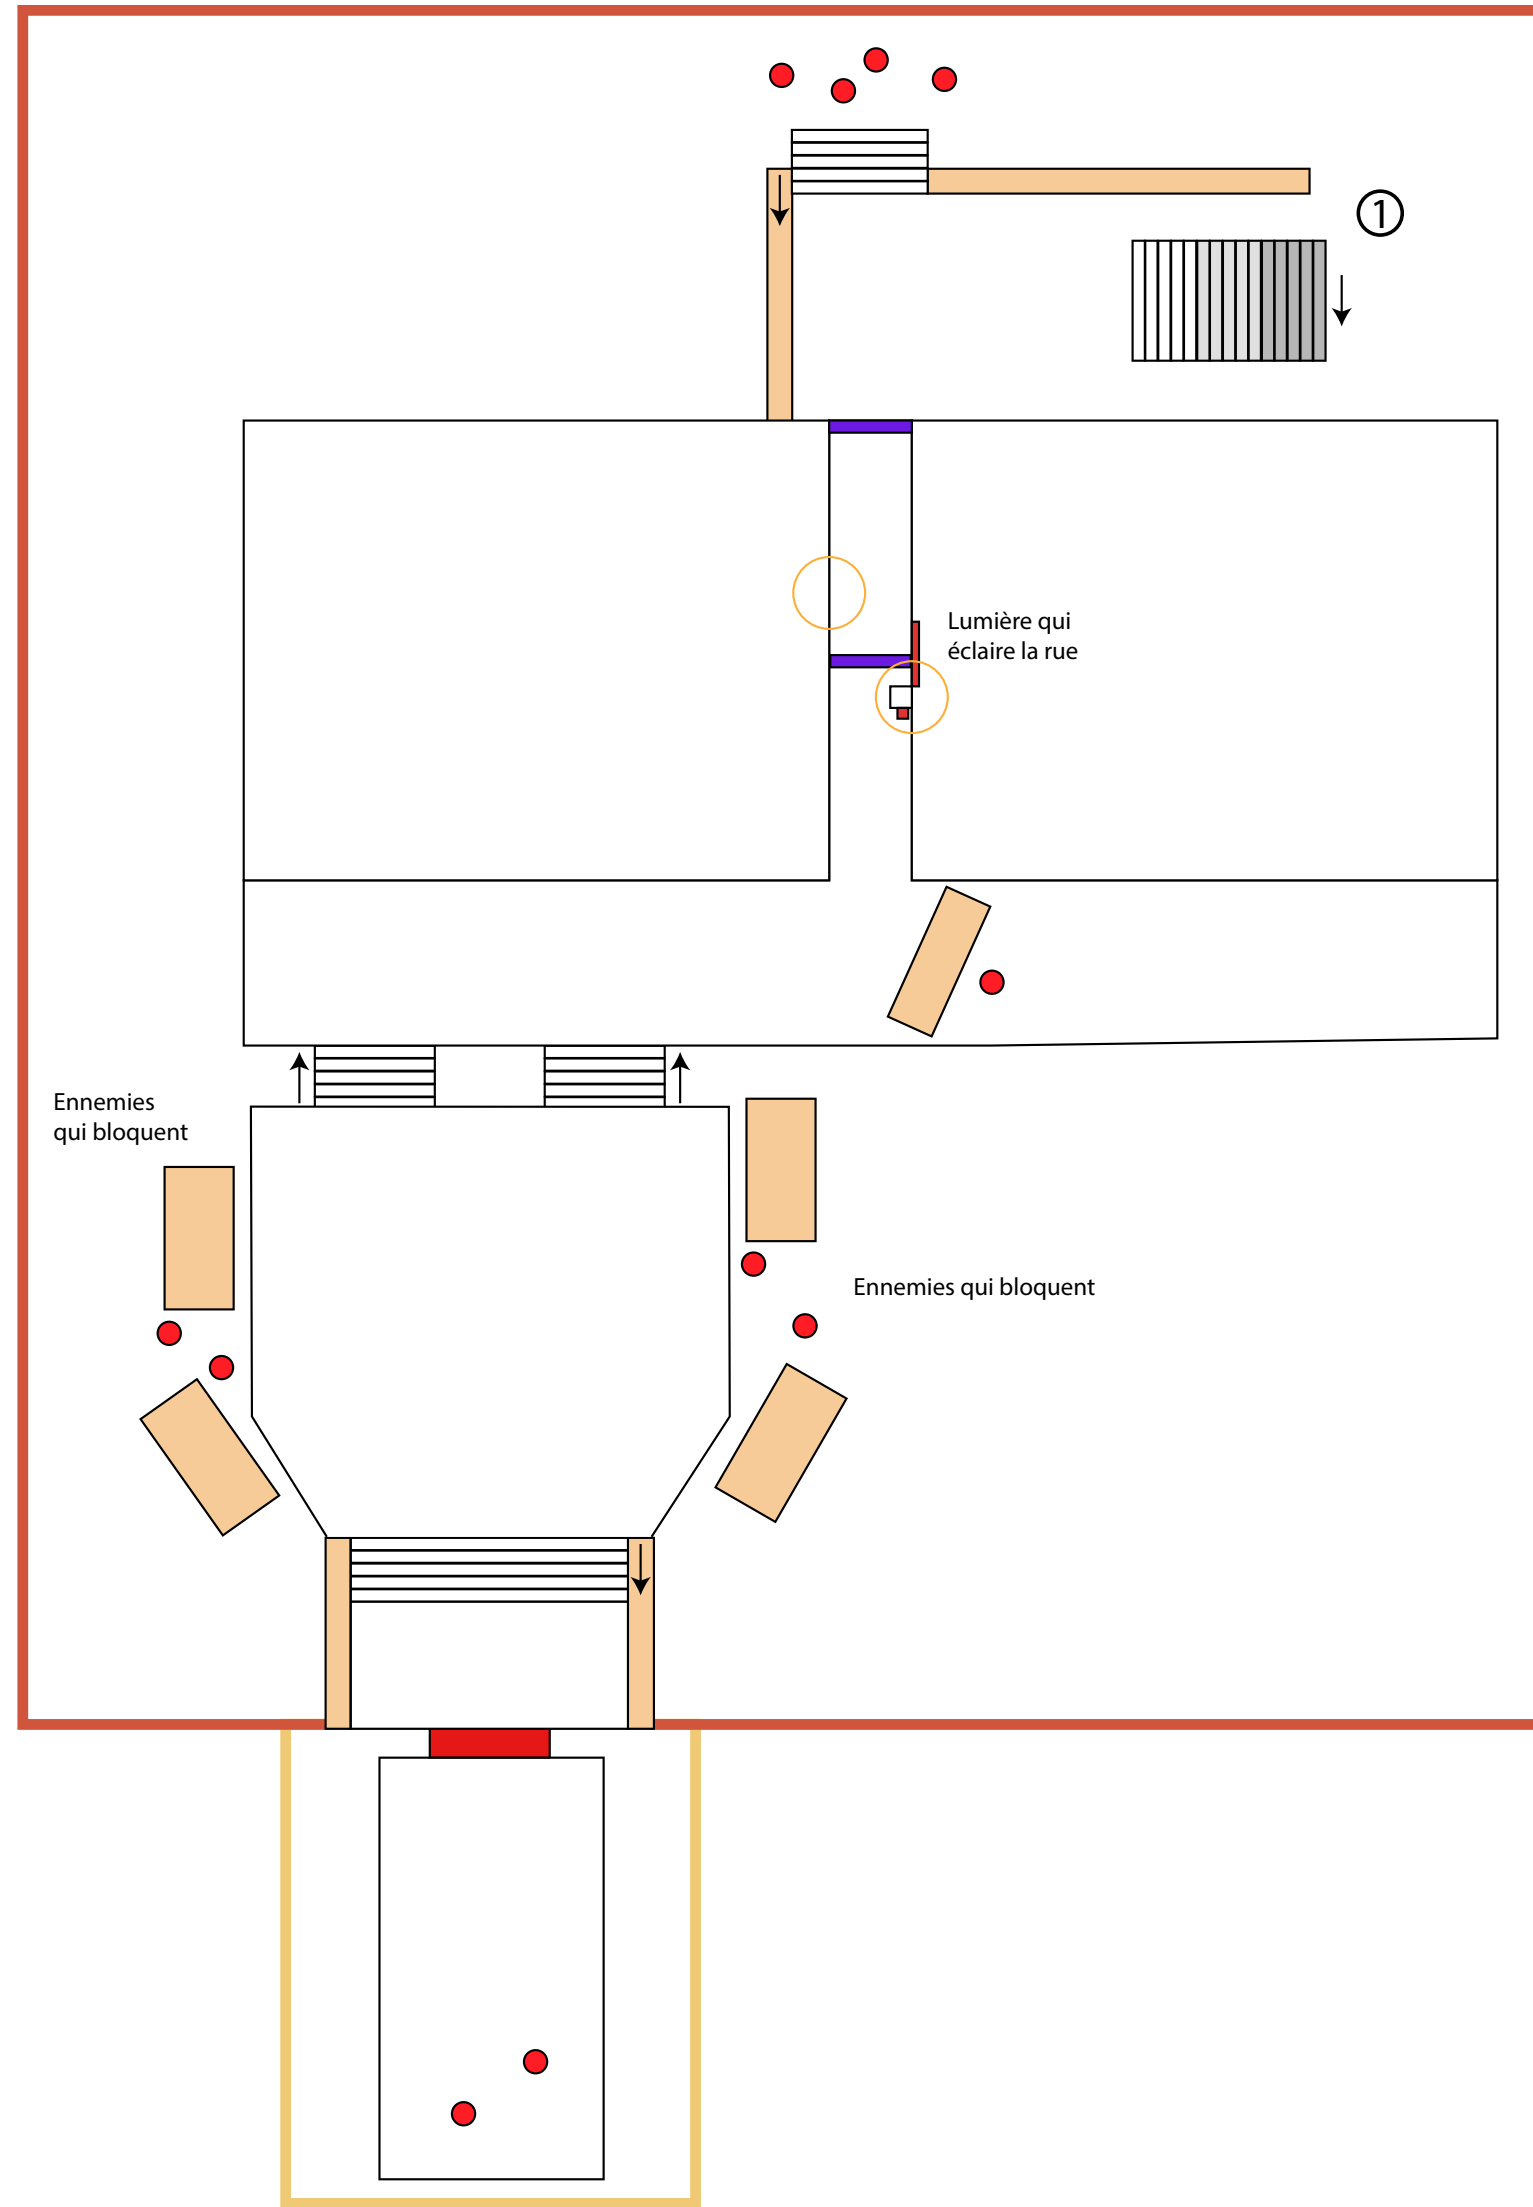 1
Lumière qui
éclaire la rue
Ennemies
qui bloquent
Ennemies qui bloquent